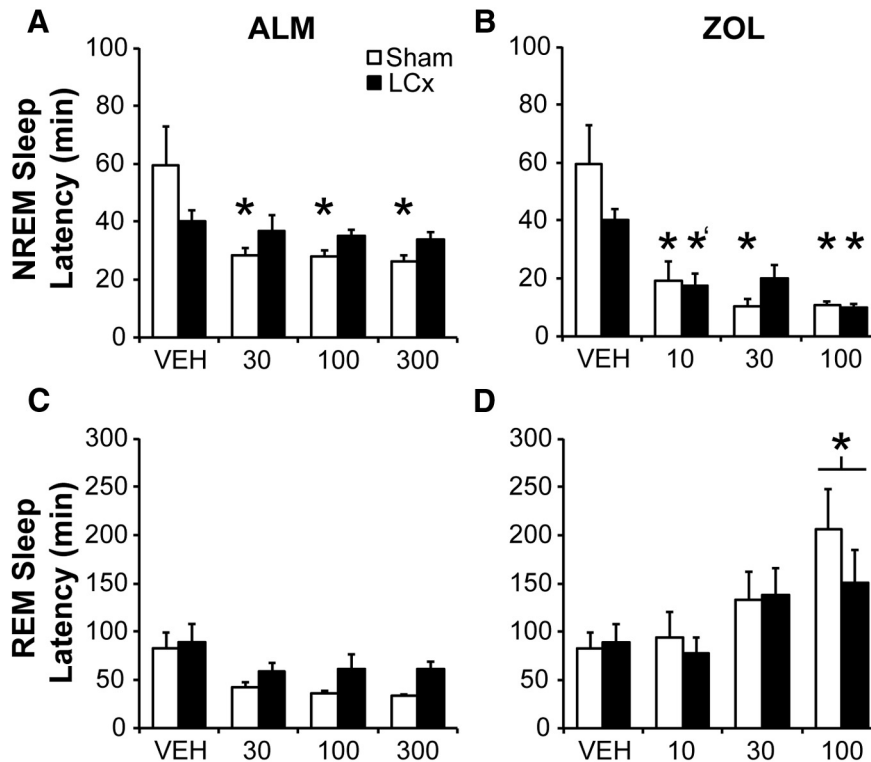 A ALM
B ZOL
Sham
LCx
NREM Sleep
Latency (min)
100
80
60
40
20
0
* * *
VEH 30 100 300
100
80
60
40
20
0
* *‘ * * *
VEH 10 30 100
C
D
REM Sleep
Latency (min)
300
250
200
150
100
50
0
VEH 30 100 300
300
250
200
150
100
50
0
*
VEH 10 30 100